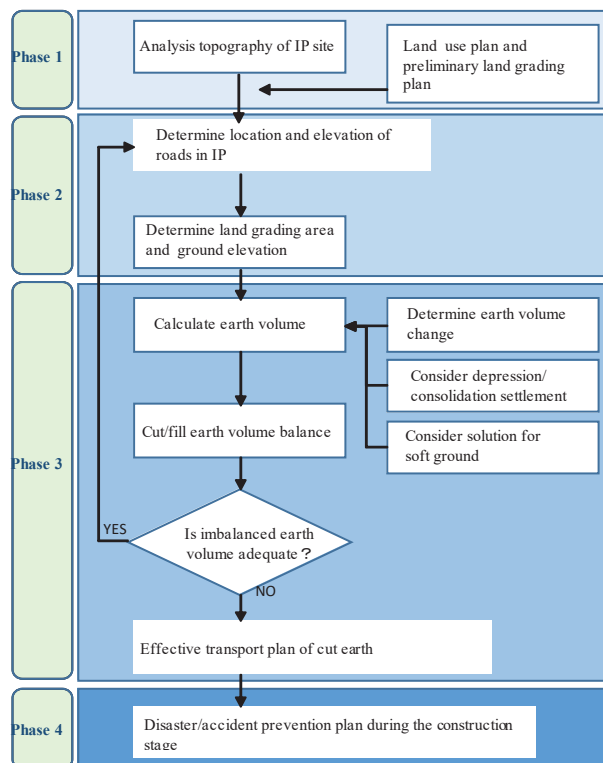 Phase 1
Analysis topography of IP site
Land use plan and
preliminary land grading
plan
Phase 2
Determine location and elevation of
roads in IP
Determine land grading area
and ground elevation
Phase 3
Calculate earth volume
Determine earth volume
change
Consider depression/
consolidation settlement
Cut/fill earth volume balance
Consider solution for
soft ground
Is imbalanced earth
volume adequate?
YES
NO
Effective transport plan of cut earth
Phase 4
Disaster/accident prevention plan during the construction
stage